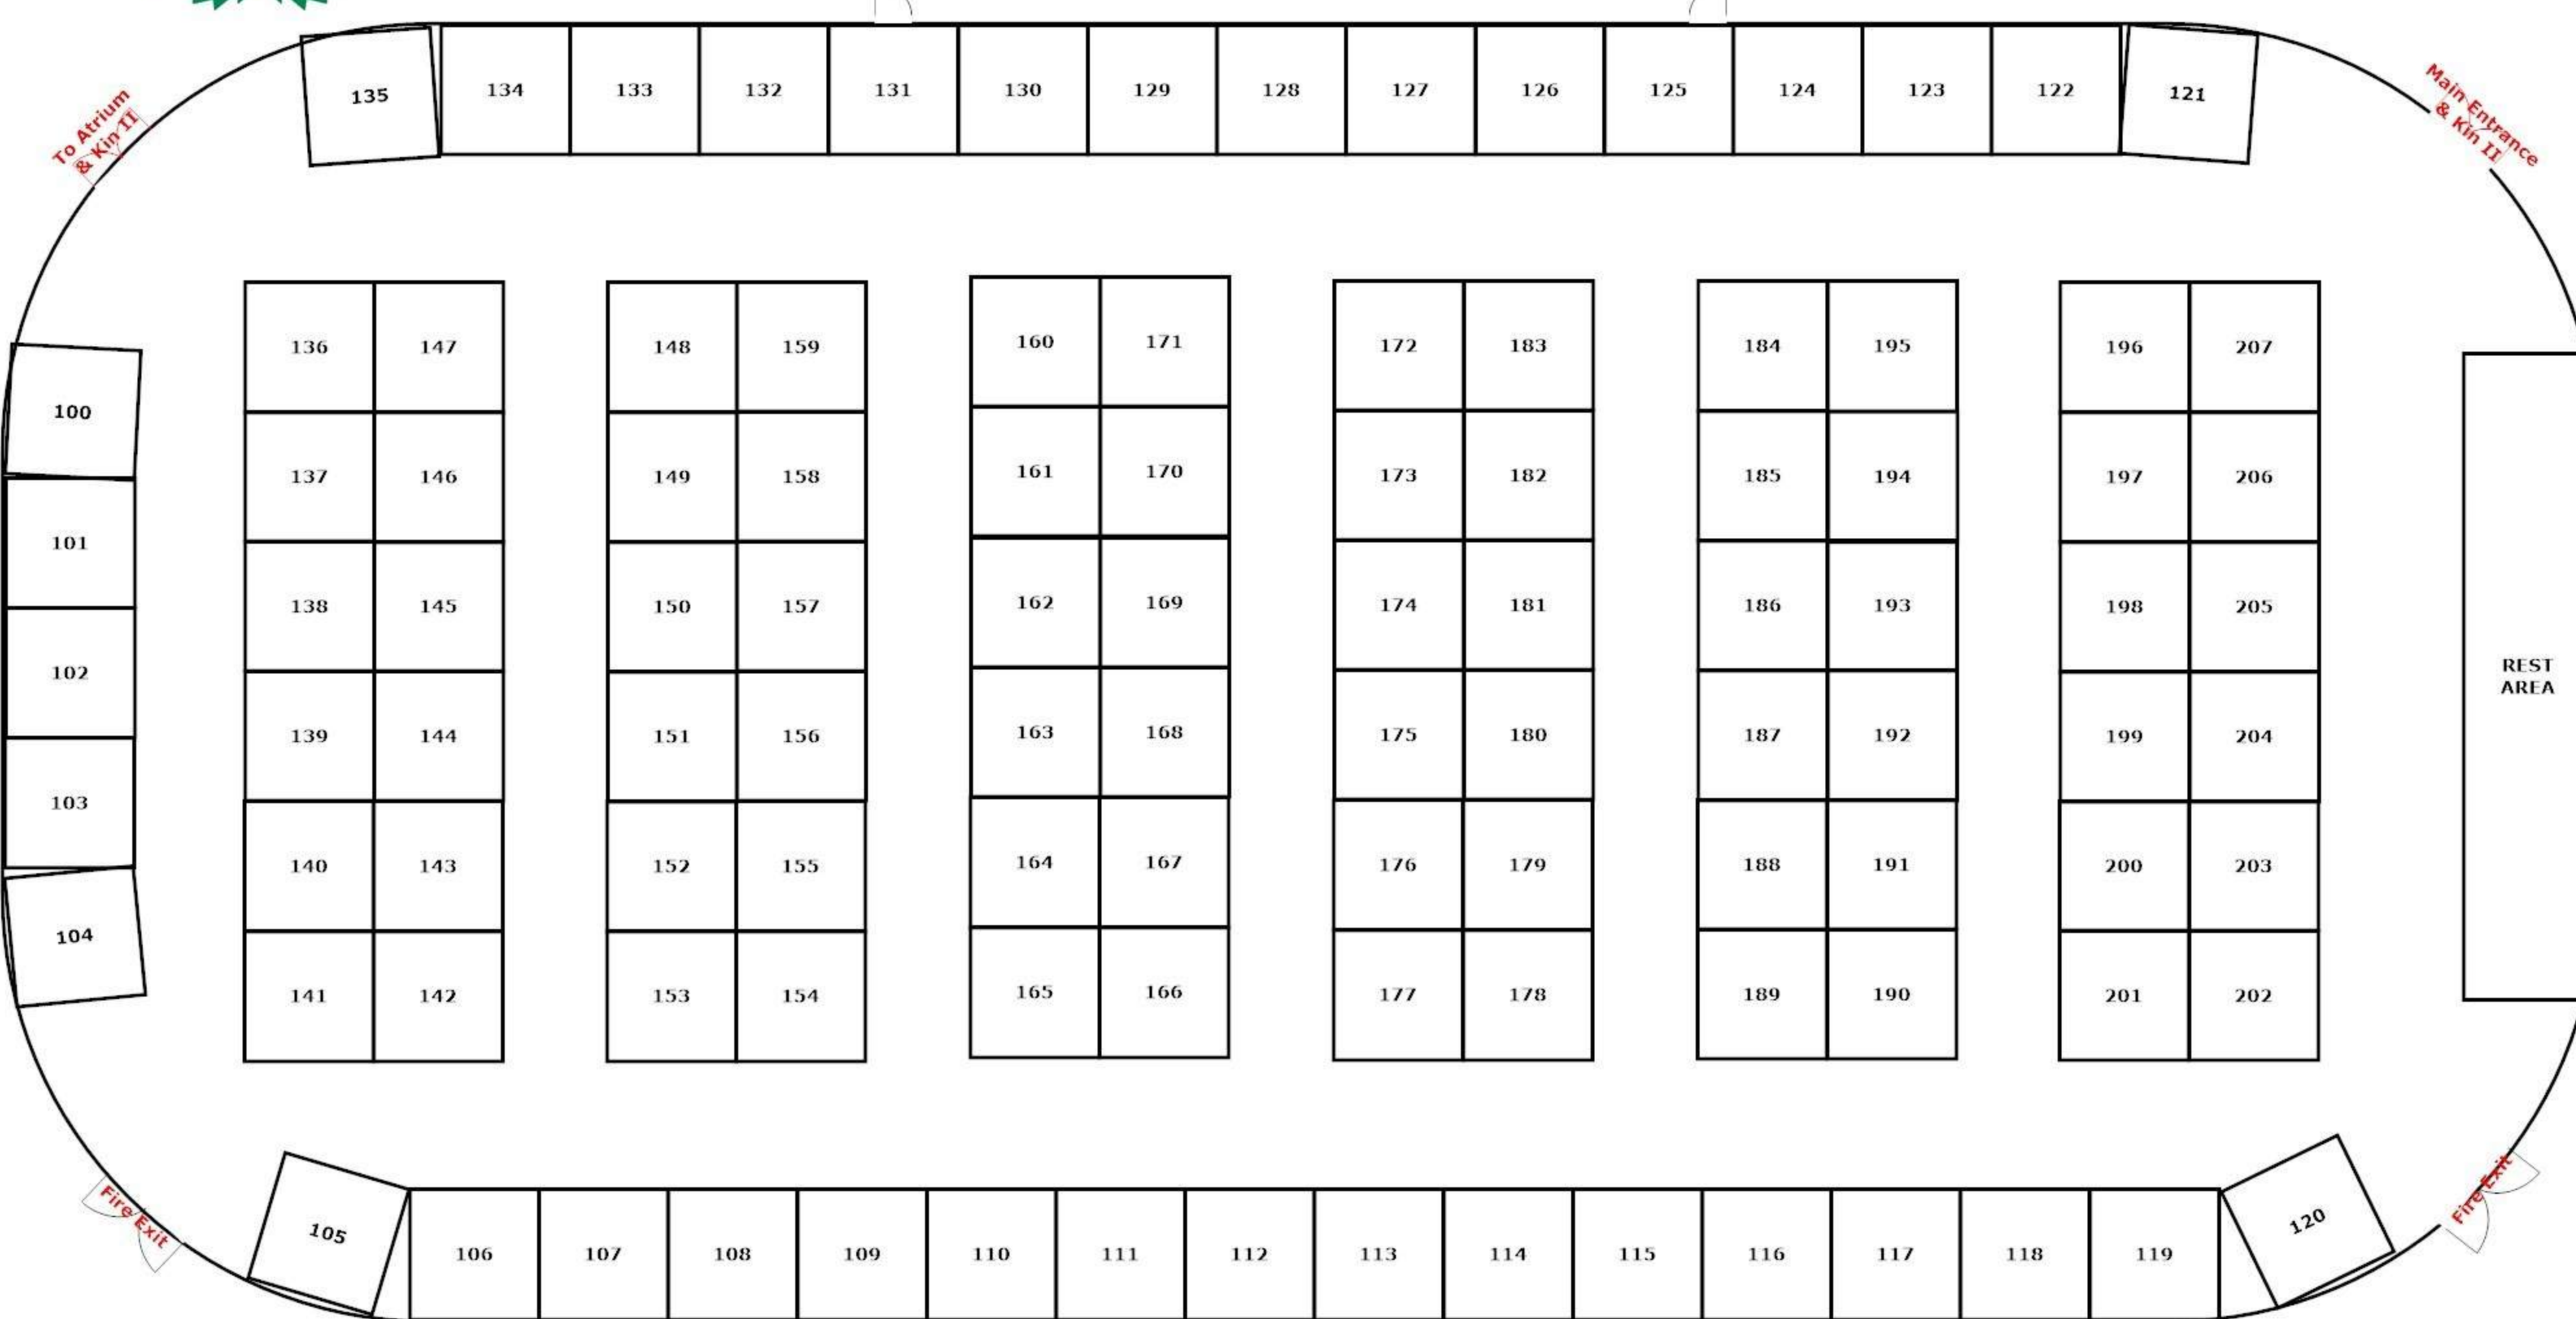 135 134 133 132 131 130 129 128 127 126 125 124 123 122 121
To Atrium
& Kin II
Main Entrance
& Kin II
136 147 148 159 160 171 172 183 184 195 196 207
100
137 146 149 158 161 170 173 182 185 194 197 206
101
138 145 150 157 162 169 174 181 186 193 198 205
102
REST
AREA
139 144 151 156 163 168 175 180 187 192 199 204
103
140 143 152 155 164 167 176 179 188 191 200 203
104
141 142 153 154 165 166 177 178 189 190 201 202
Fire Exit
Fire Exit
105 106 107 108 109 110 111 112 113 114 115 116 117 118 119 120